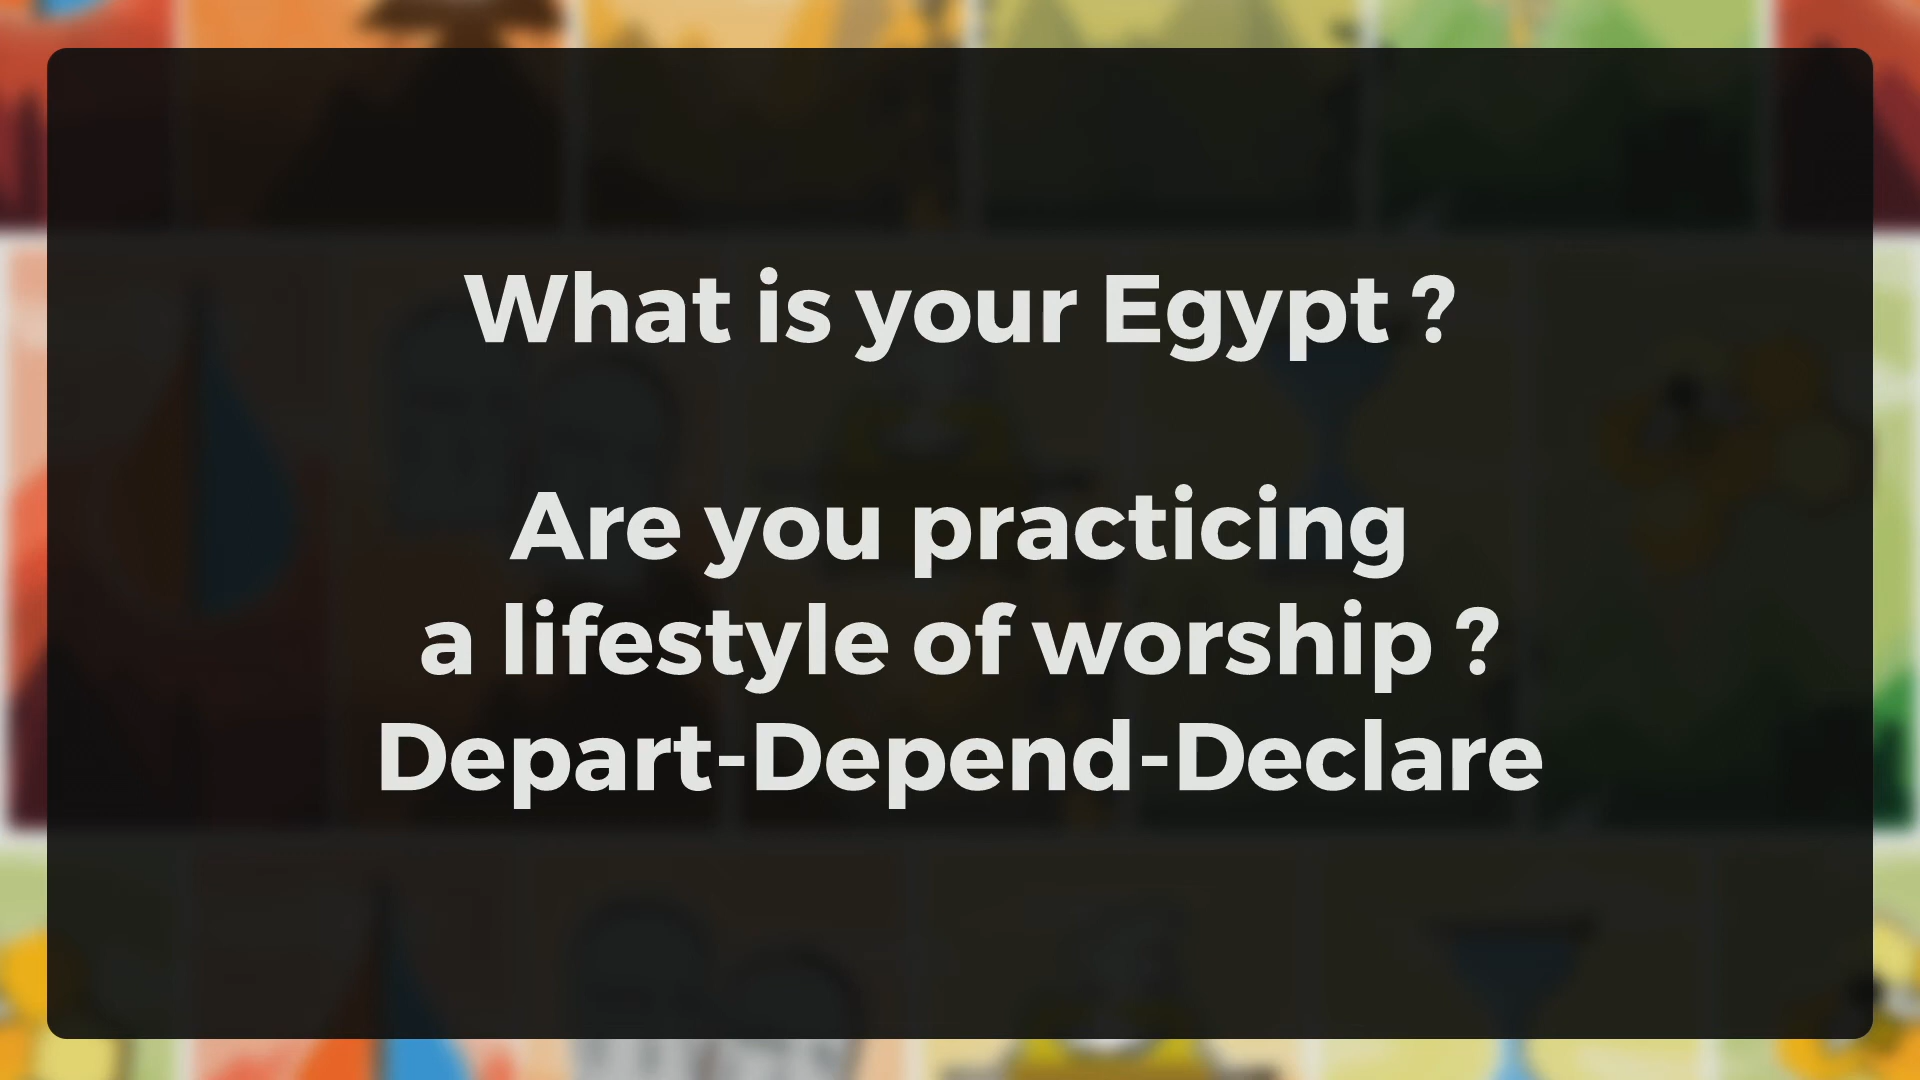 What is your Egypt ?
Are you practicing
a lifestyle of worship ?
Depart-Depend-Declare